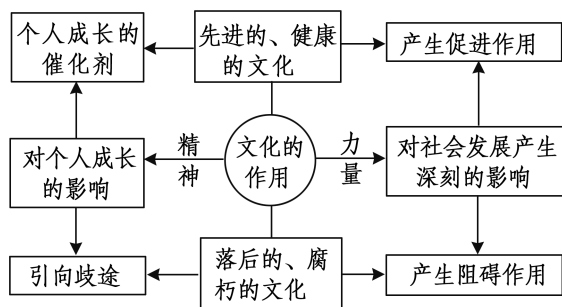 个人成长的
催化剂
先进的、健康
的文化
产生促进作用
对个人成长
的影响
精
神
文化的
作用
力
量
对社会发展产生
深刻的影响
引向歧途
落后的、腐
朽的文化
产生阻碍作用